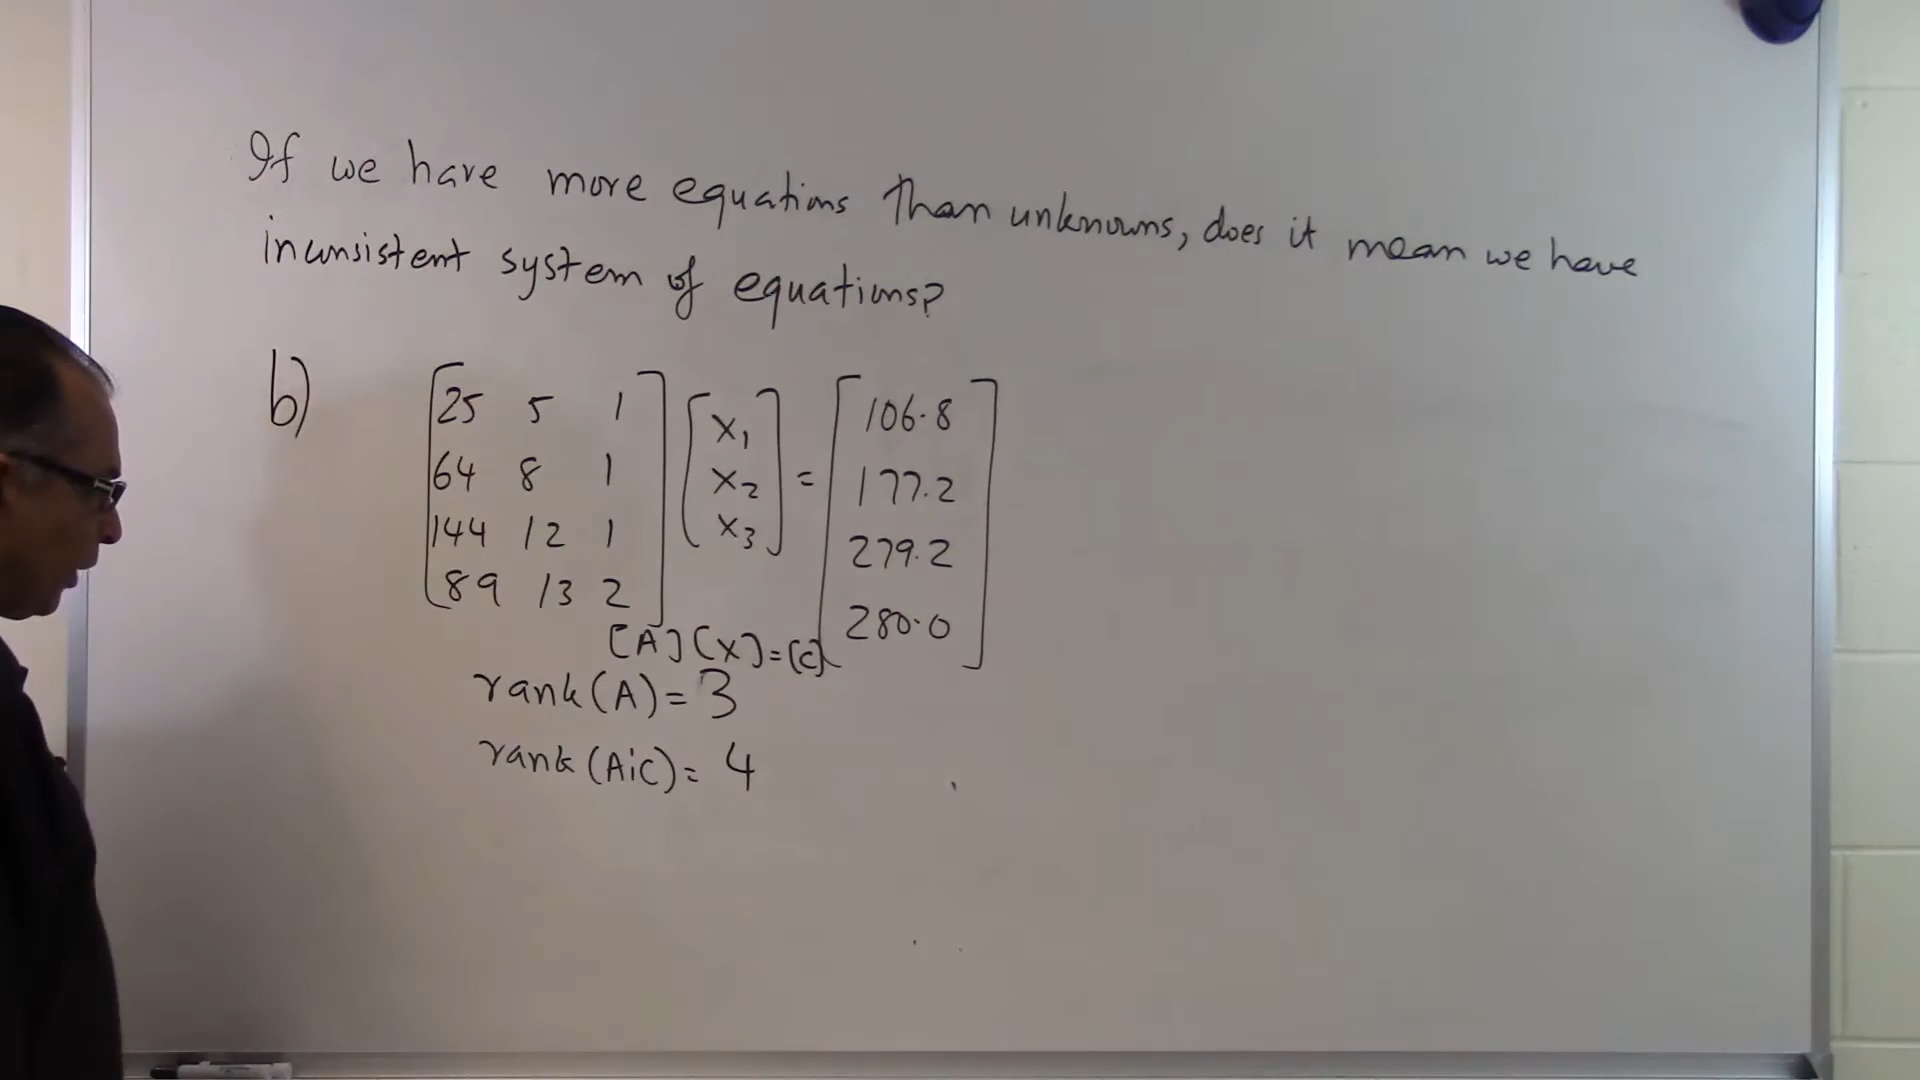 If we have more equations than unknowns, does it mean we have
inconsistent system of equations?
b)
[25 5 1] [x₁] = [106.8]
[64 8 1] [x₂] [177.2]
[144 12 1] [x₃] [279.2]
[89 13 2] [280.0]
[A][X]=[C]
rank(A)=3
rank(A¦C)=4